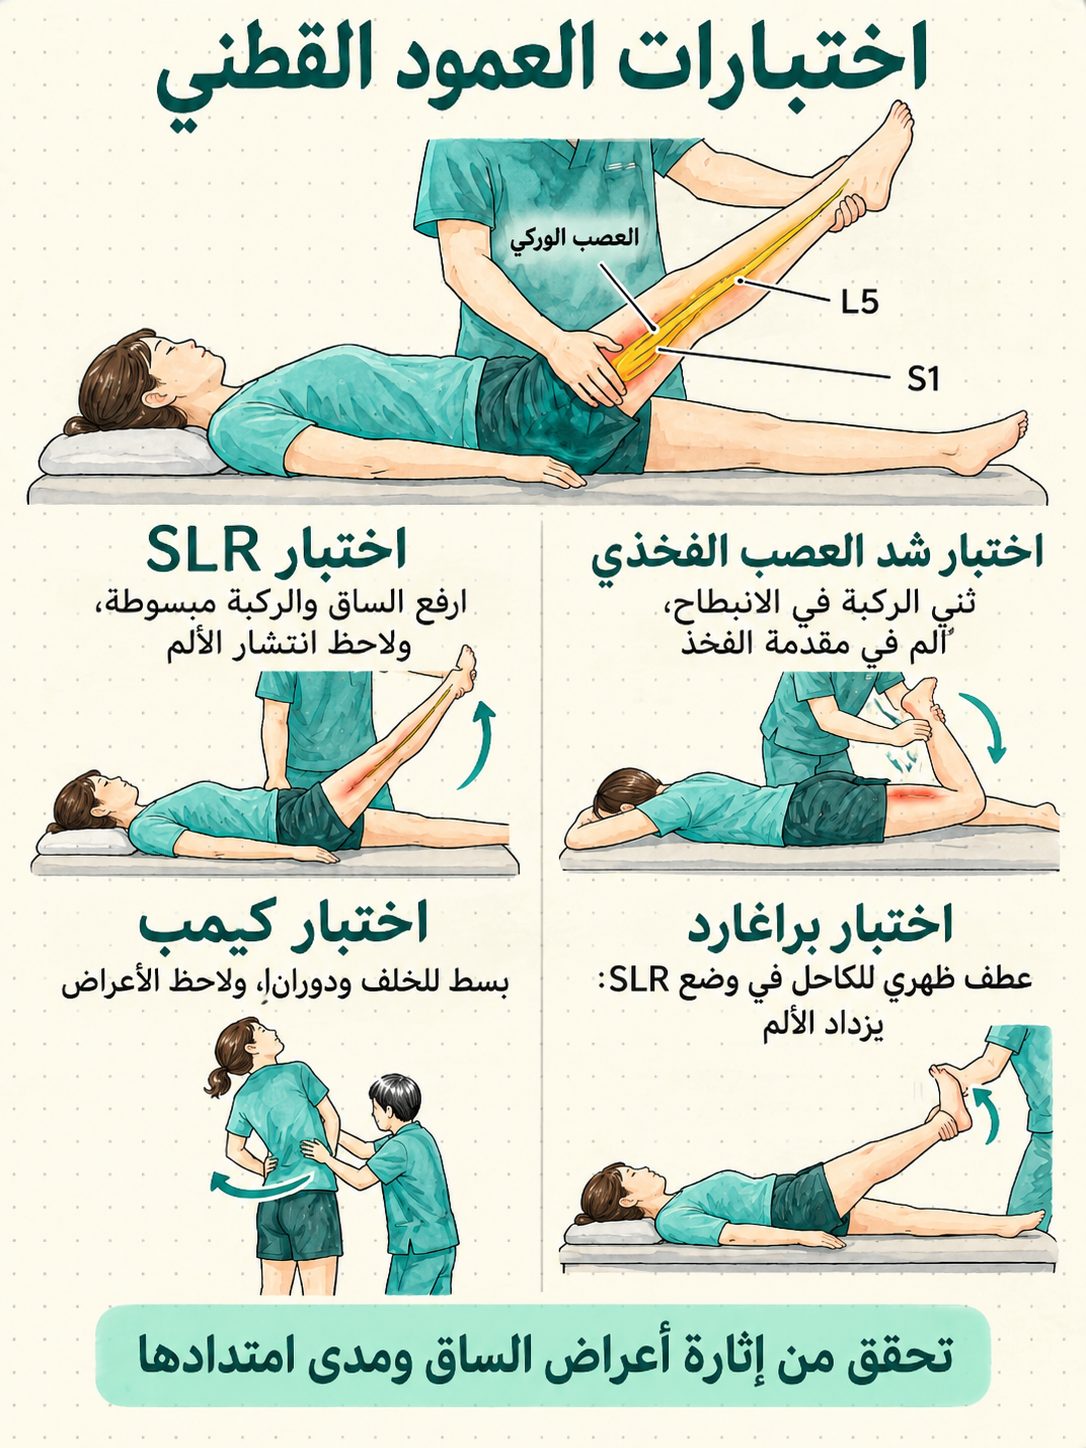 اختبارات العمود القطني
العصب الوركي
L5
S1
اختبار شد العصب الفخذي
ثني الركبة في الانبطاح،
ألم في مقدمة الفخذ
اختبار SLR
ارفع الساق والركبة مبسوطة،
ولاحظ انتشار الألم
اختبار براغارد
عطف ظهري للكاحل في وضع SLR:
يزداد الألم
اختبار كيمب
بسط للخلف ودوران، ولاحظ الأعراض
تحقق من إثارة أعراض الساق ومدى امتدادها